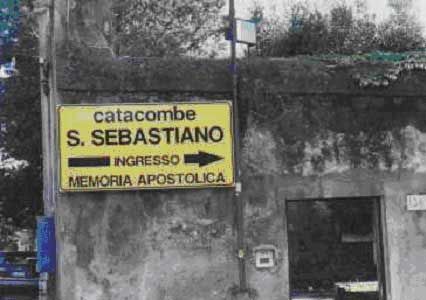 catacombe
S. SEBASTIANO
INGRESSO
MEMORIA APOSTOLICA